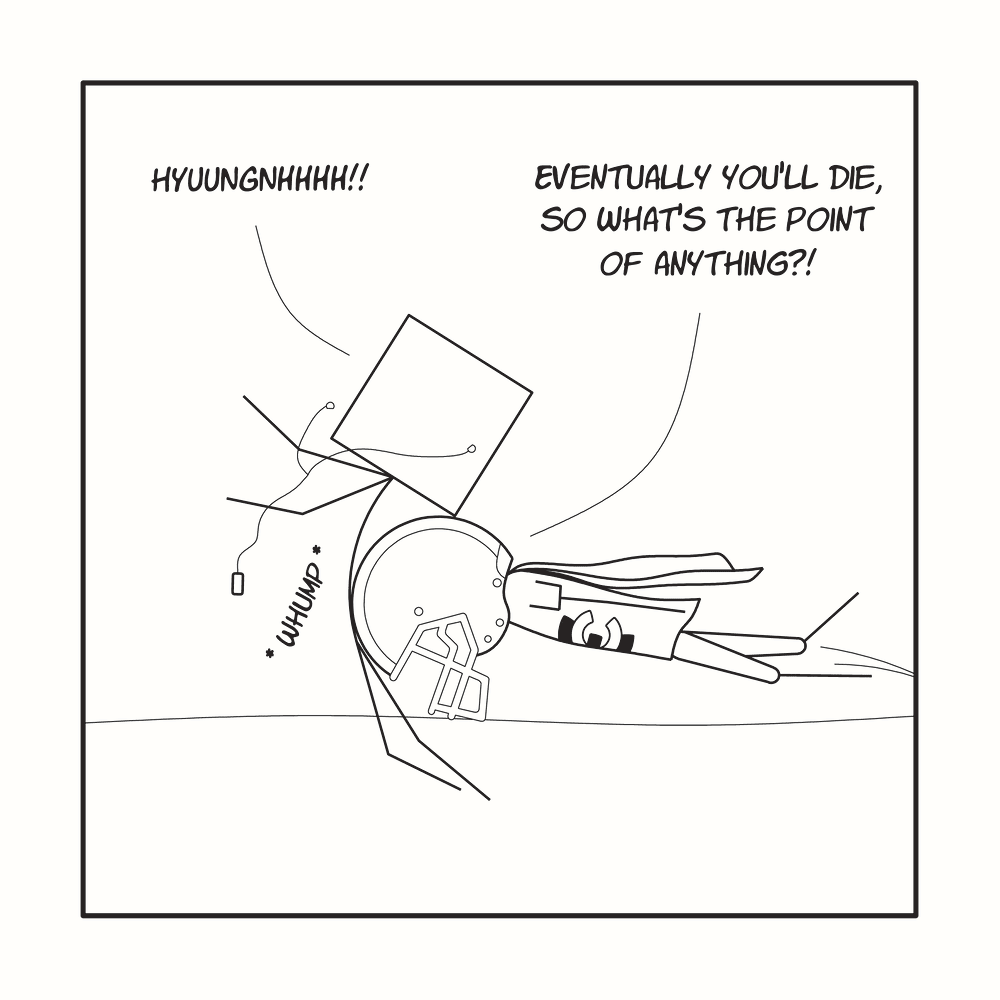 HYUUNGNHHHH!!
EVENTUALLY YOU'LL DIE,
SO WHAT'S THE POINT
OF ANYTHING?!
* WHUMP *